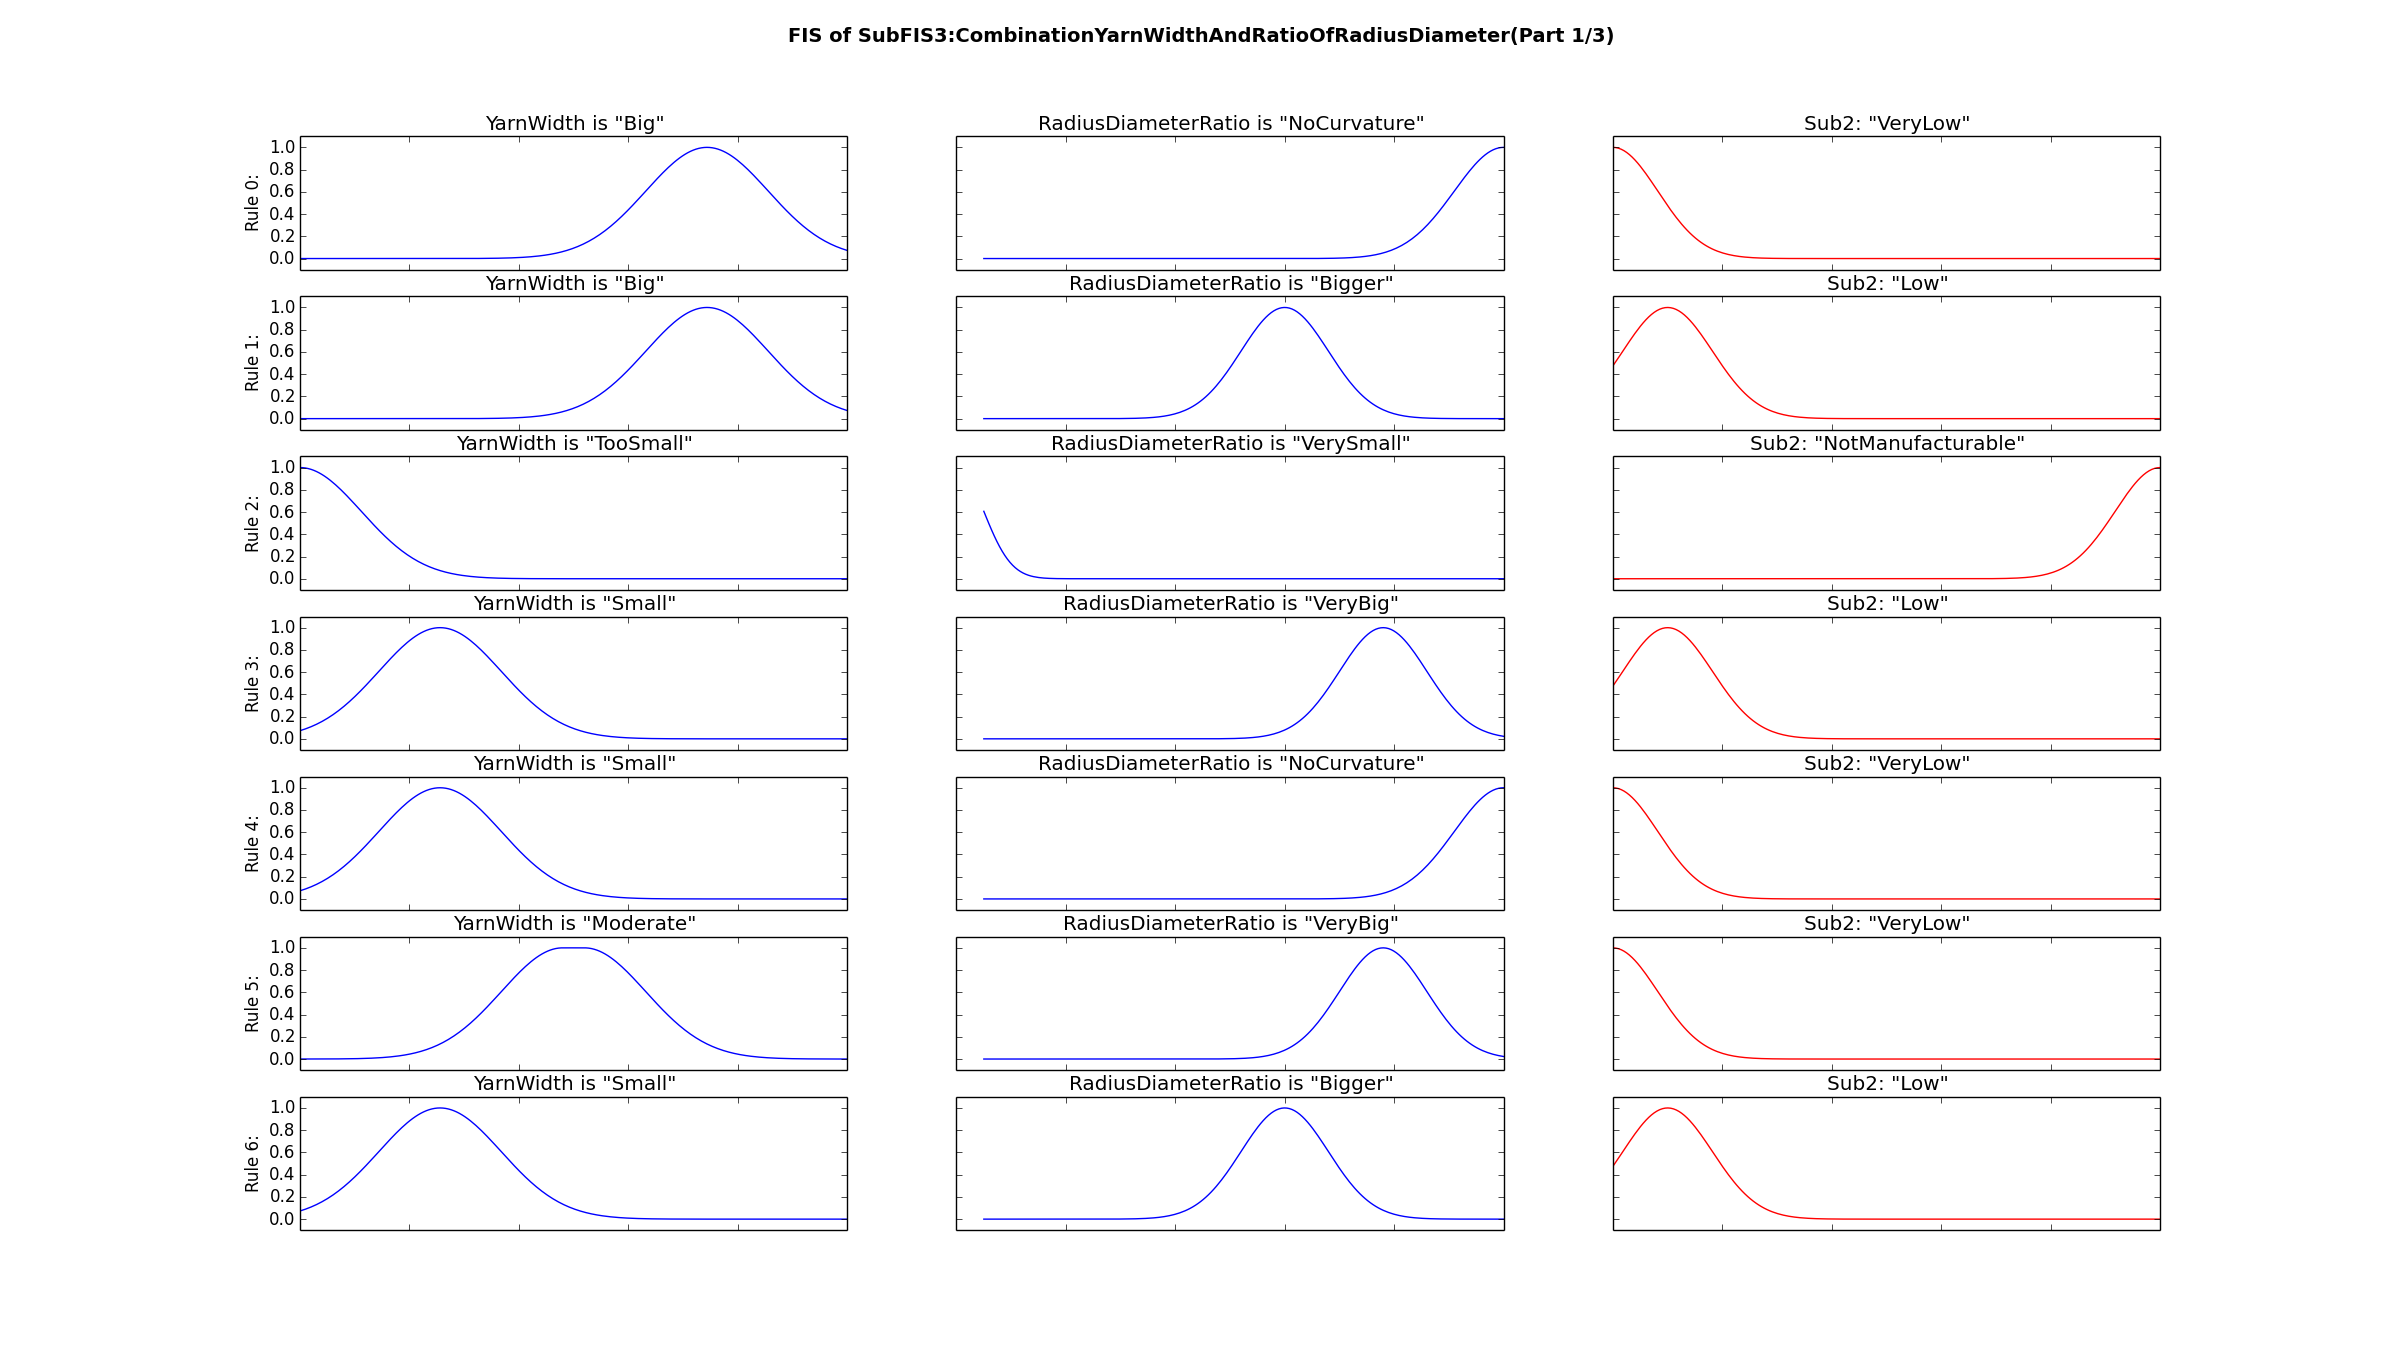 FIS of SubFIS3:CombinationYarnWidthAndRatioOfRadiusDiameter(Part 1/3)
YarnWidth is "Big"
RadiusDiameterRatio is "NoCurvature"
Sub2: "VeryLow"
Rule 0:
1.0
0.8
0.6
0.4
0.2
0.0
YarnWidth is "Big"
RadiusDiameterRatio is "Bigger"
Sub2: "Low"
Rule 1:
1.0
0.8
0.6
0.4
0.2
0.0
YarnWidth is "TooSmall"
RadiusDiameterRatio is "VerySmall"
Sub2: "NotManufacturable"
Rule 2:
1.0
0.8
0.6
0.4
0.2
0.0
YarnWidth is "Small"
RadiusDiameterRatio is "VeryBig"
Sub2: "Low"
Rule 3:
1.0
0.8
0.6
0.4
0.2
0.0
YarnWidth is "Small"
RadiusDiameterRatio is "NoCurvature"
Sub2: "VeryLow"
Rule 4:
1.0
0.8
0.6
0.4
0.2
0.0
YarnWidth is "Moderate"
RadiusDiameterRatio is "VeryBig"
Sub2: "VeryLow"
Rule 5:
1.0
0.8
0.6
0.4
0.2
0.0
YarnWidth is "Small"
RadiusDiameterRatio is "Bigger"
Sub2: "Low"
Rule 6:
1.0
0.8
0.6
0.4
0.2
0.0